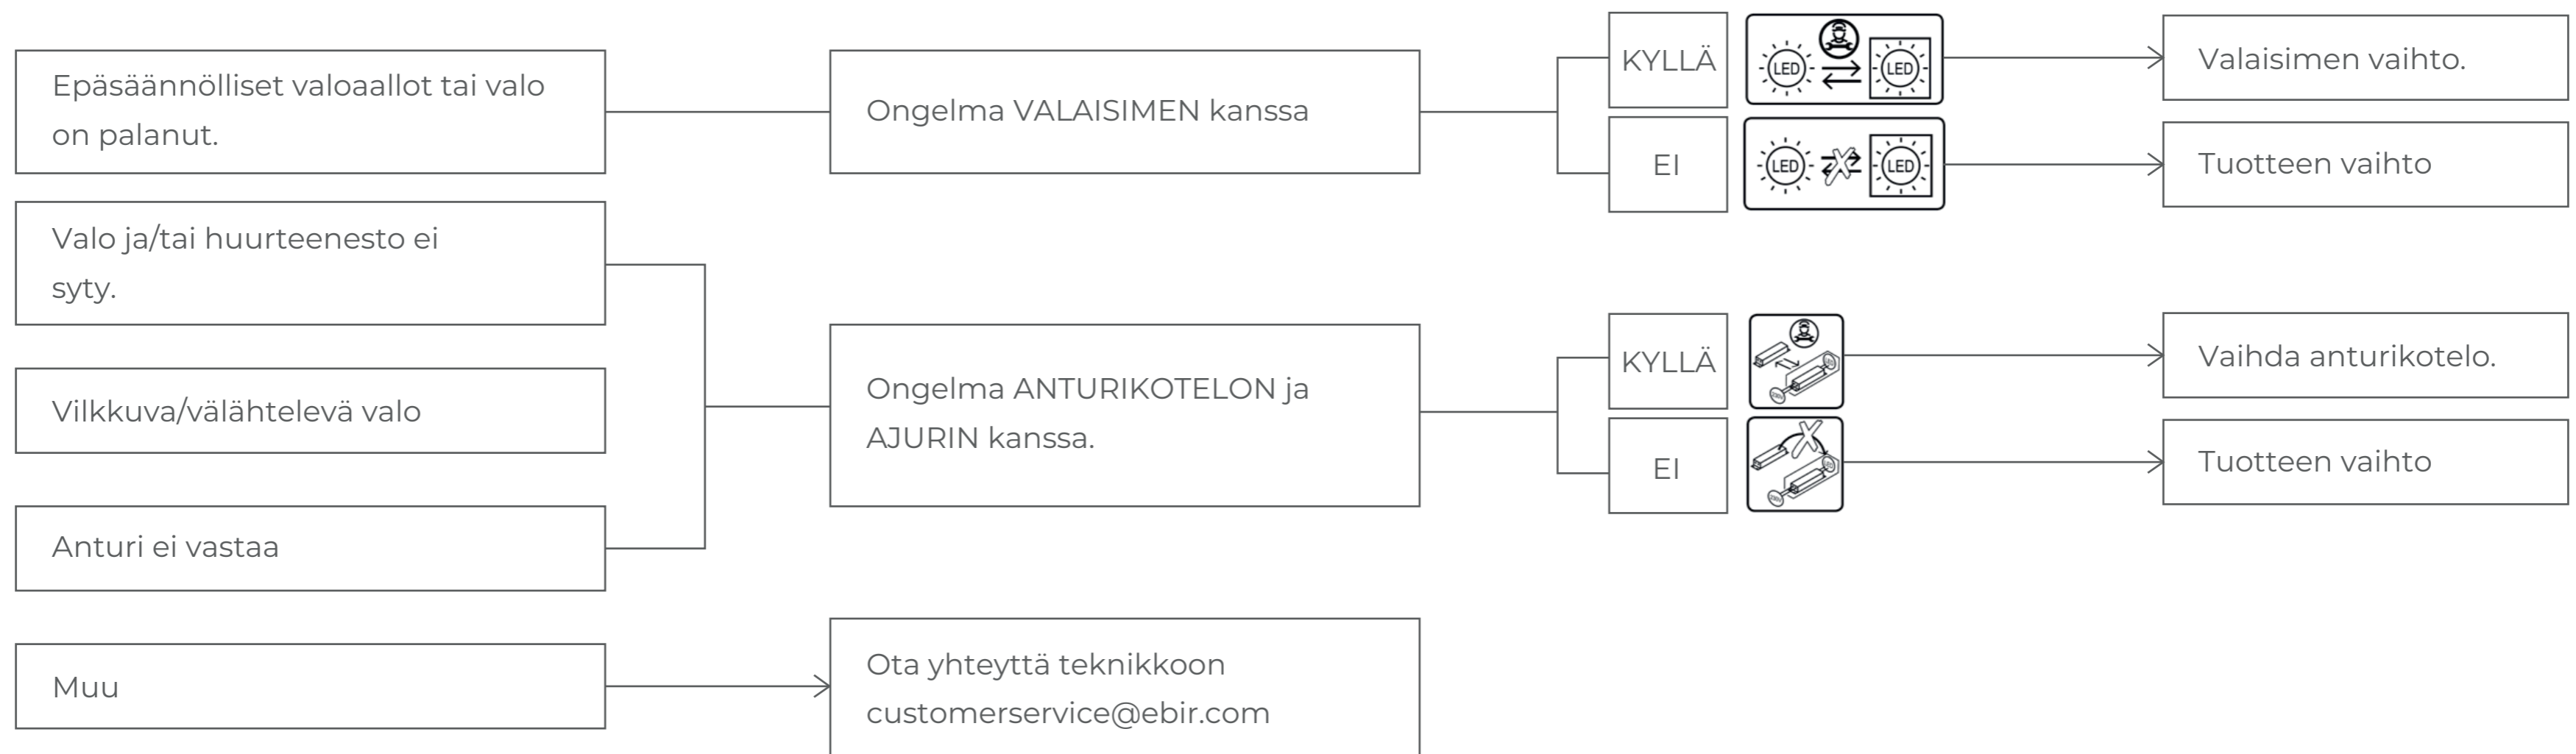 Epäsäännölliset valoaallot tai valo
on palanut.
Ongelma VALAISIMEN kanssa
KYLLÄ
LED
LED
Valaisimen vaihto.
EI
LED
LED
Tuotteen vaihto
Valo ja/tai huurteenesto ei
syty.
Vilkkuva/välähtelevä valo
Anturi ei vastaa
Ongelma ANTURIKOTELON ja
AJURIN kanssa.
KYLLÄ
Vaihda anturikotelo.
EI
Tuotteen vaihto
Muu
Ota yhteyttä teknikkoon
customerservice@ebir.com